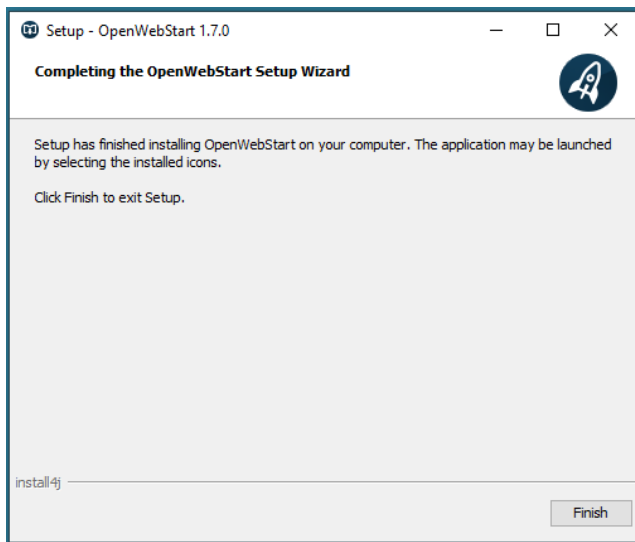 Setup - OpenWebStart 1.7.0
Completing the OpenWebStart Setup Wizard
Setup has finished installing OpenWebStart on your computer. The application may be launched
by selecting the installed icons.
Click Finish to exit Setup.
install4j
Finish